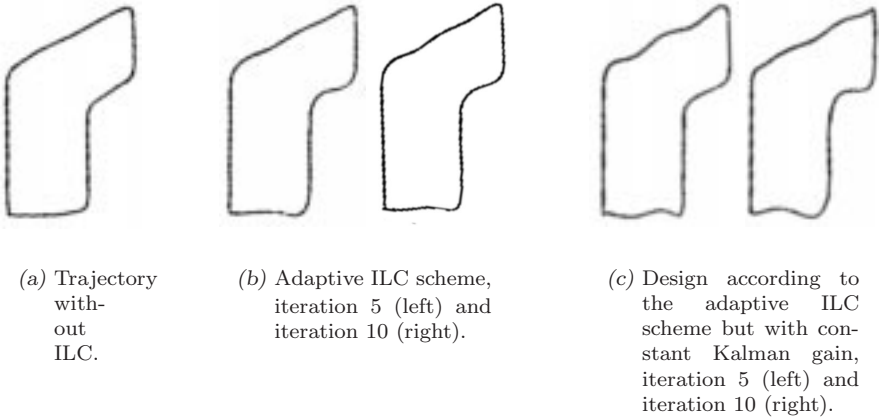 (a) Trajectory
with-
out
ILC.
(b) Adaptive ILC scheme,
iteration 5 (left) and
iteration 10 (right).
(c) Design according to
the adaptive ILC
scheme but with con-
stant Kalman gain,
iteration 5 (left) and
iteration 10 (right).